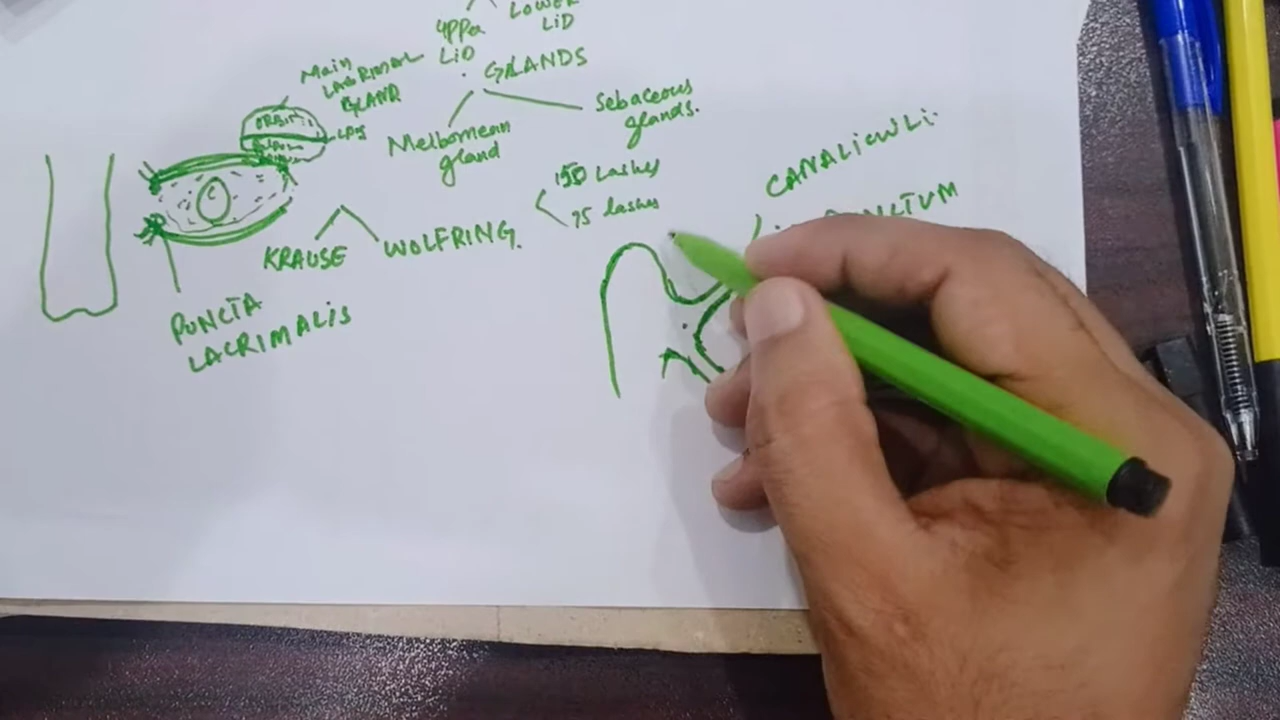 UPPER
LID
LOWER
LID
GLANDS
Main
LACRIMAL
GLAND
LPS
Meibomean
gland
Sebaceous
glands.
150 Lashes
75 lashes
KRAUSE
WOLFRING.
PUNCTA
LACRIMALIS
CANALICULI.
PUNCTUM